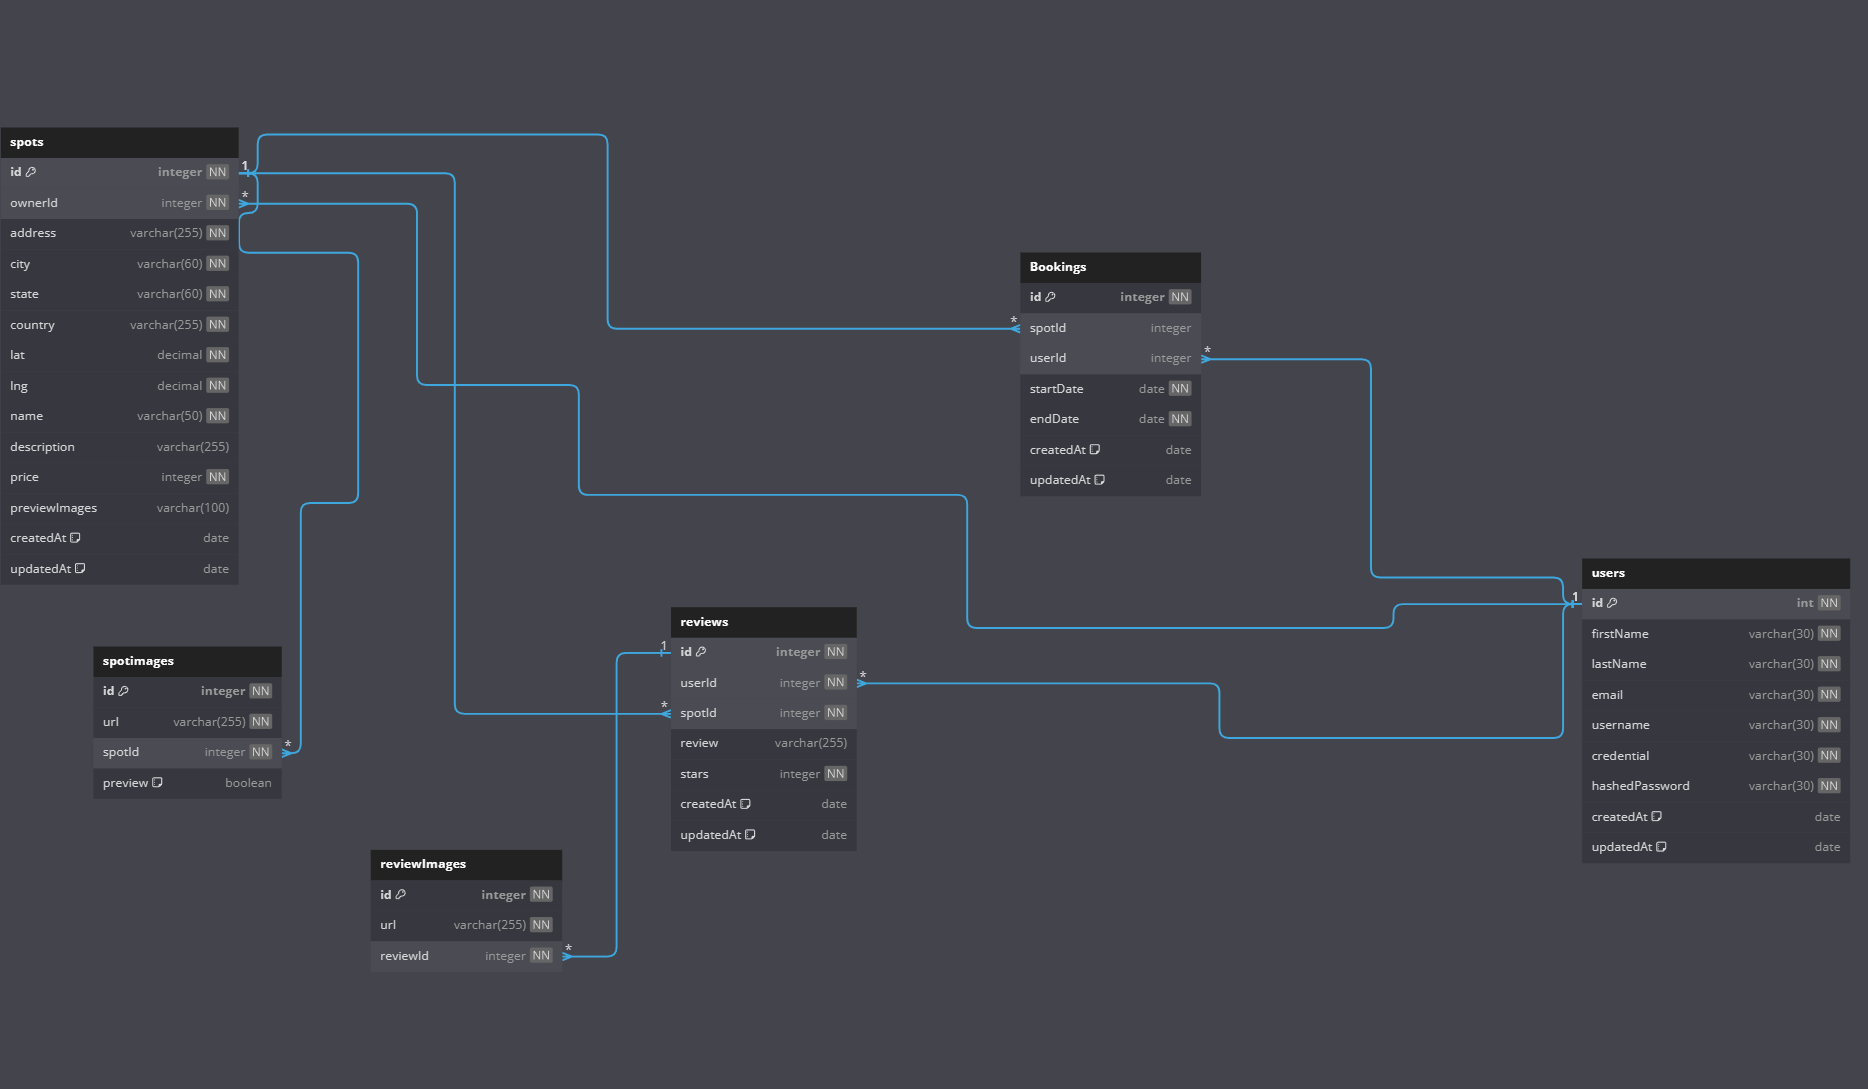 spots
id integer NN
ownerId integer NN
address varchar(255) NN
city varchar(60) NN
state varchar(60) NN
country varchar(255) NN
lat decimal NN
lng decimal NN
name varchar(50) NN
description varchar(255)
price integer NN
previewImages varchar(100)
createdAt date
updatedAt date
1
*
Bookings
id integer NN
spotId integer
userId integer
startDate date NN
endDate date NN
createdAt date
updatedAt date
*
*
users
id int NN
firstName varchar(30) NN
lastName varchar(30) NN
email varchar(30) NN
username varchar(30) NN
credential varchar(30) NN
hashedPassword varchar(30) NN
createdAt date
updatedAt date
1
reviews
id integer NN
userId integer NN
spotId integer NN
review varchar(255)
stars integer NN
createdAt date
updatedAt date
1
*
*
spotimages
id integer NN
url varchar(255) NN
spotId integer NN
preview boolean
*
reviewImages
id integer NN
url varchar(255) NN
reviewId integer NN
*